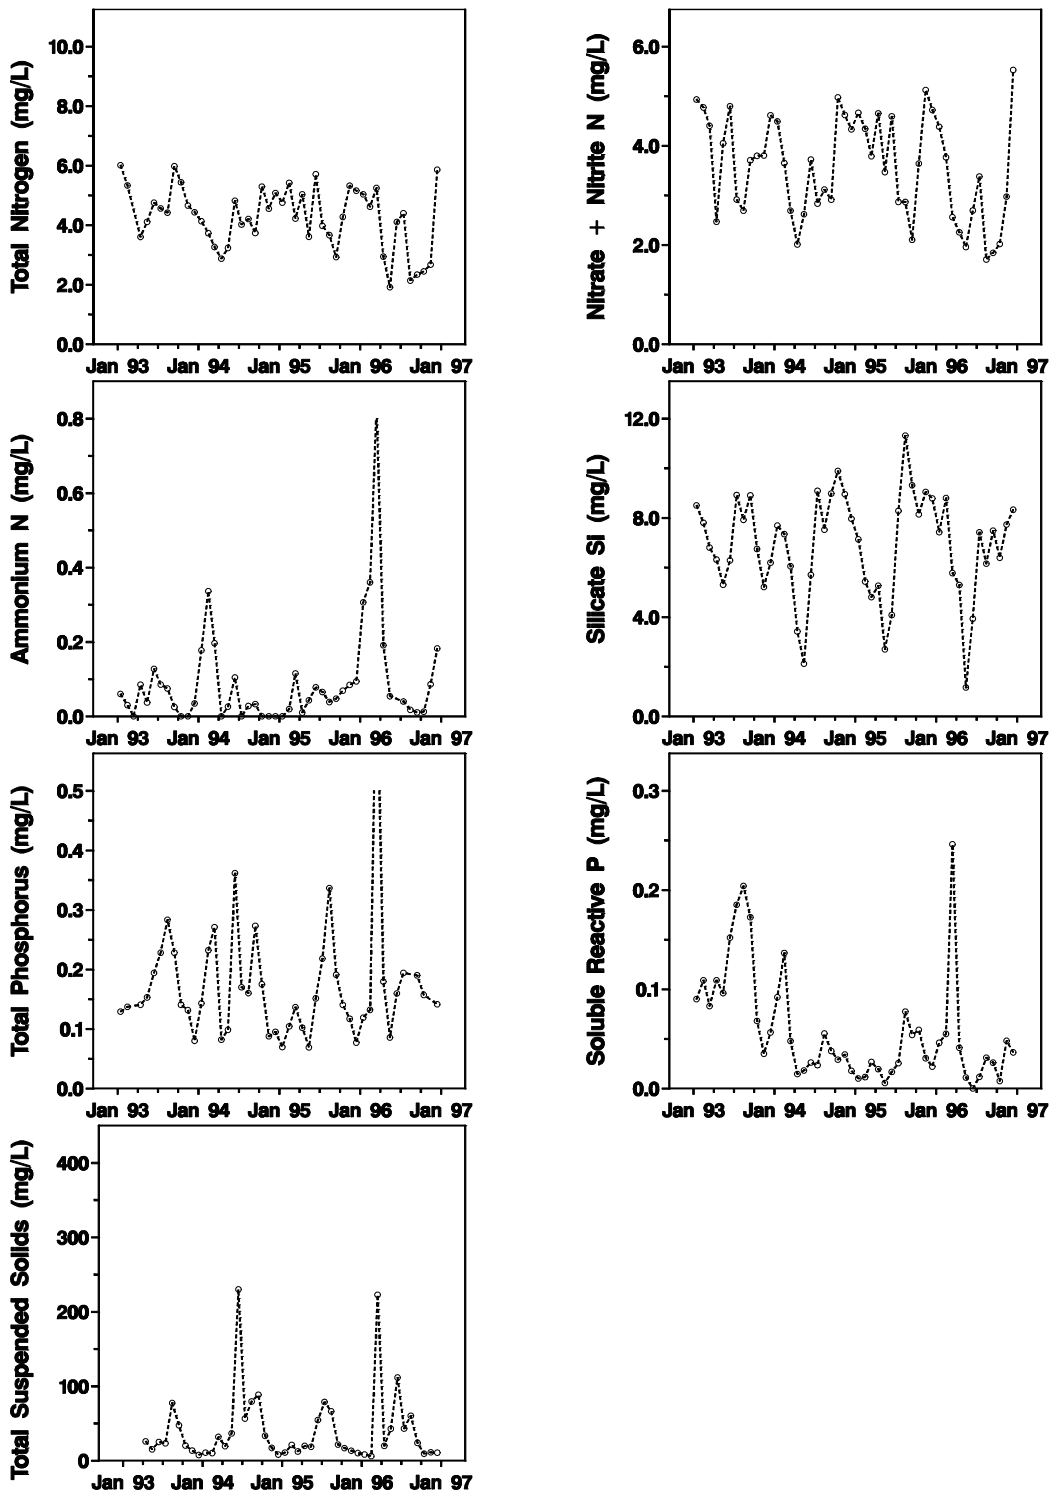 Total Nitrogen (mg/L)
10.0
8.0
6.0
4.0
2.0
0.0
Jan 93 Jan 94 Jan 95 Jan 96 Jan 97
Nitrate + Nitrite N (mg/L)
6.0
4.0
2.0
0.0
Jan 93 Jan 94 Jan 95 Jan 96 Jan 97
Ammonium N (mg/L)
0.8
0.6
0.4
0.2
0.0
Jan 93 Jan 94 Jan 95 Jan 96 Jan 97
Silicate Si (mg/L)
12.0
8.0
4.0
0.0
Jan 93 Jan 94 Jan 95 Jan 96 Jan 97
Total Phosphorus (mg/L)
0.5
0.4
0.3
0.2
0.1
0.0
Jan 93 Jan 94 Jan 95 Jan 96 Jan 97
Soluble Reactive P (mg/L)
0.3
0.2
0.1
0.0
Jan 93 Jan 94 Jan 95 Jan 96 Jan 97
Total Suspended Solids (mg/L)
400
300
200
100
0
Jan 93 Jan 94 Jan 95 Jan 96 Jan 97